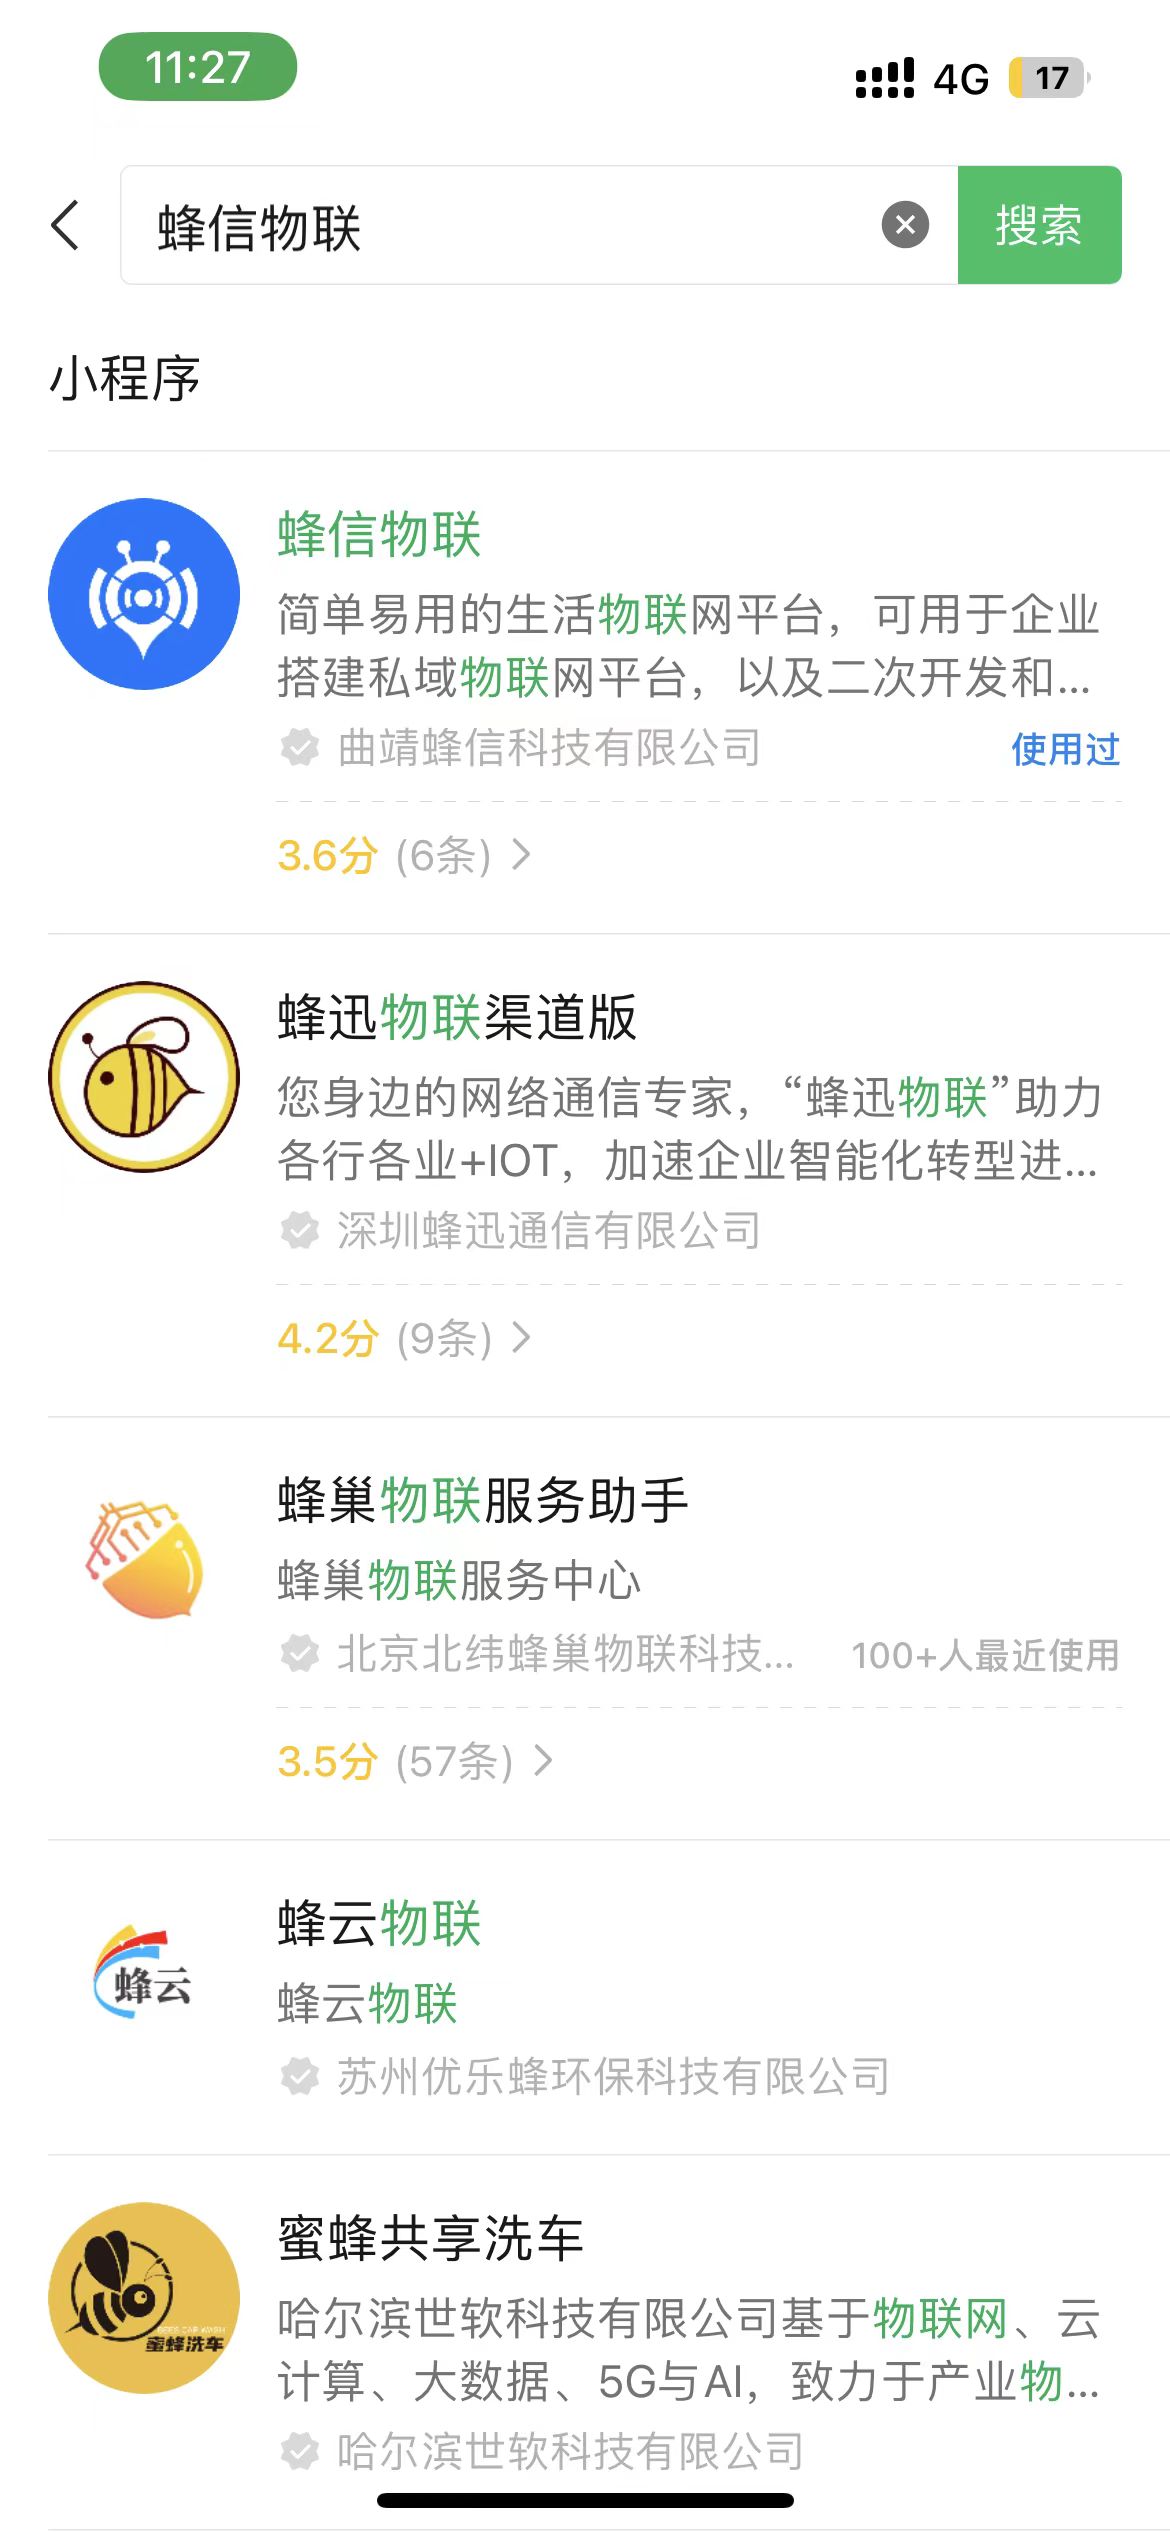 11:27
4G 17
蜂信物联
搜索
小程序
蜂信物联
简单易用的生活物联网平台，可用于企业
搭建私域物联网平台，以及二次开发和...
曲靖蜂信科技有限公司
使用过
3.6分 (6条)
蜂迅物联渠道版
您身边的网络通信专家，“蜂迅物联”助力
各行各业+IOT，加速企业智能化转型进...
深圳蜂迅通信有限公司
4.2分 (9条)
蜂巢物联服务助手
蜂巢物联服务中心
北京北纬蜂巢物联科技...
100+人最近使用
3.5分 (57条)
蜂云
蜂云物联
蜂云物联
苏州优乐蜂环保科技有限公司
BEES CAR WASH
蜜蜂洗车
蜜蜂共享洗车
哈尔滨世软科技有限公司基于物联网、云
计算、大数据、5G与AI，致力于产业物...
哈尔滨世软科技有限公司